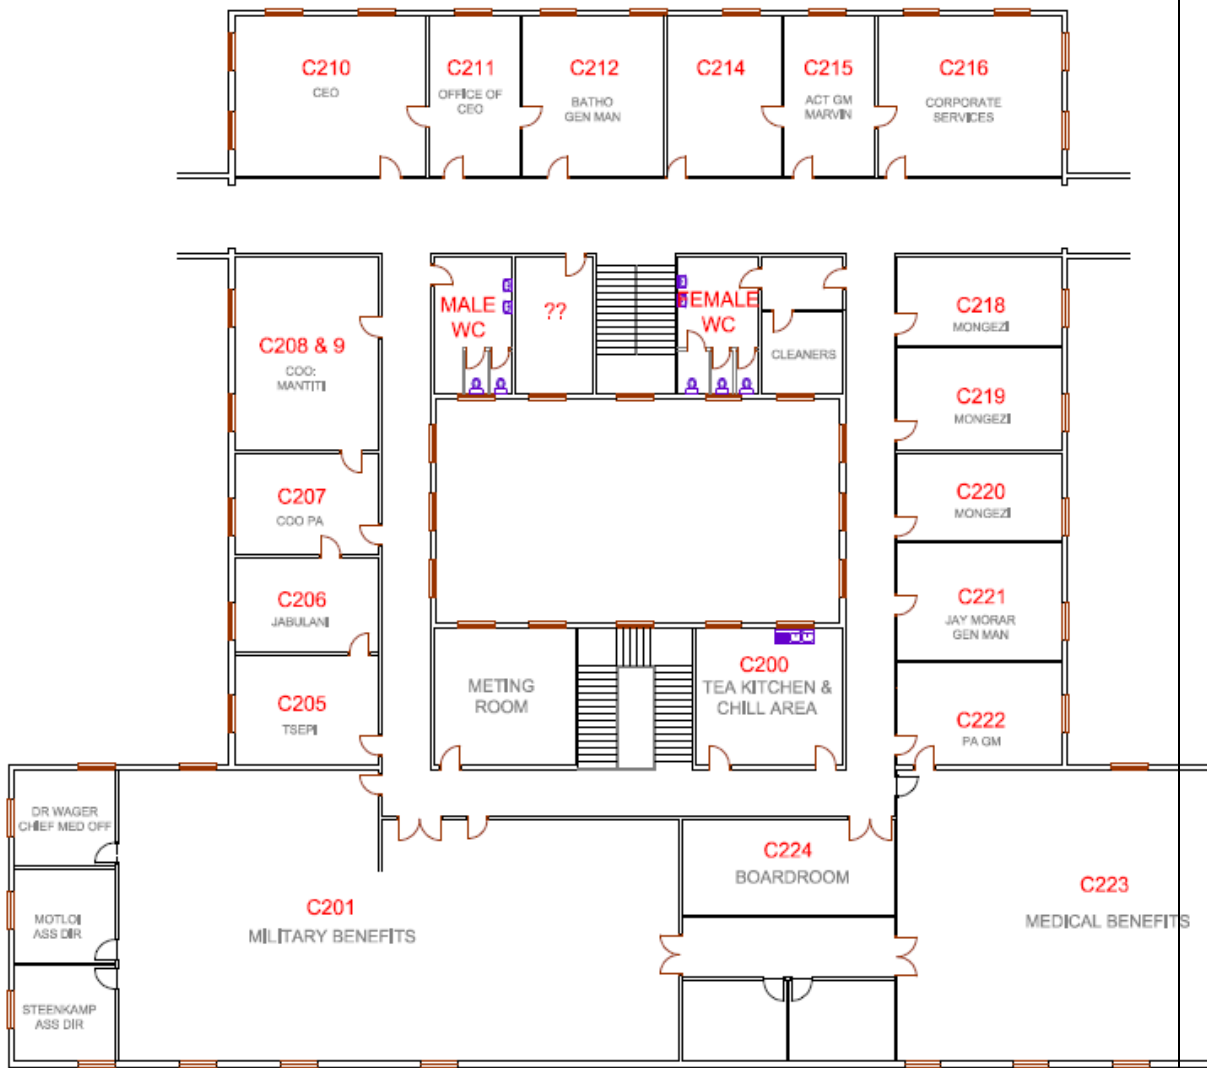 C210
CEO
C211
OFFICE OF
CEO
C212
BATHO
GEN MAN
C214
C215
ACT GM
MARVIN
C216
CORPORATE
SERVICES
C208 & 9
COO:
MANTITI
MALE
WC
??
FEMALE
WC
CLEANERS
C218
MONGEZI
C219
MONGEZI
C207
COO PA
C220
MONGEZI
C206
JABULANI
C221
JAY MORAR
GEN MAN
C205
TSEPI
METING
ROOM
C200
TEA KITCHEN &
CHILL AREA
C222
PA GM
DR WAGER
CHIEF MED OFF
MOTLOI
ASS DIR
STEENKAMP
ASS DIR
C201
MILITARY BENEFITS
C224
BOARDROOM
C223
MEDICAL BENEFITS